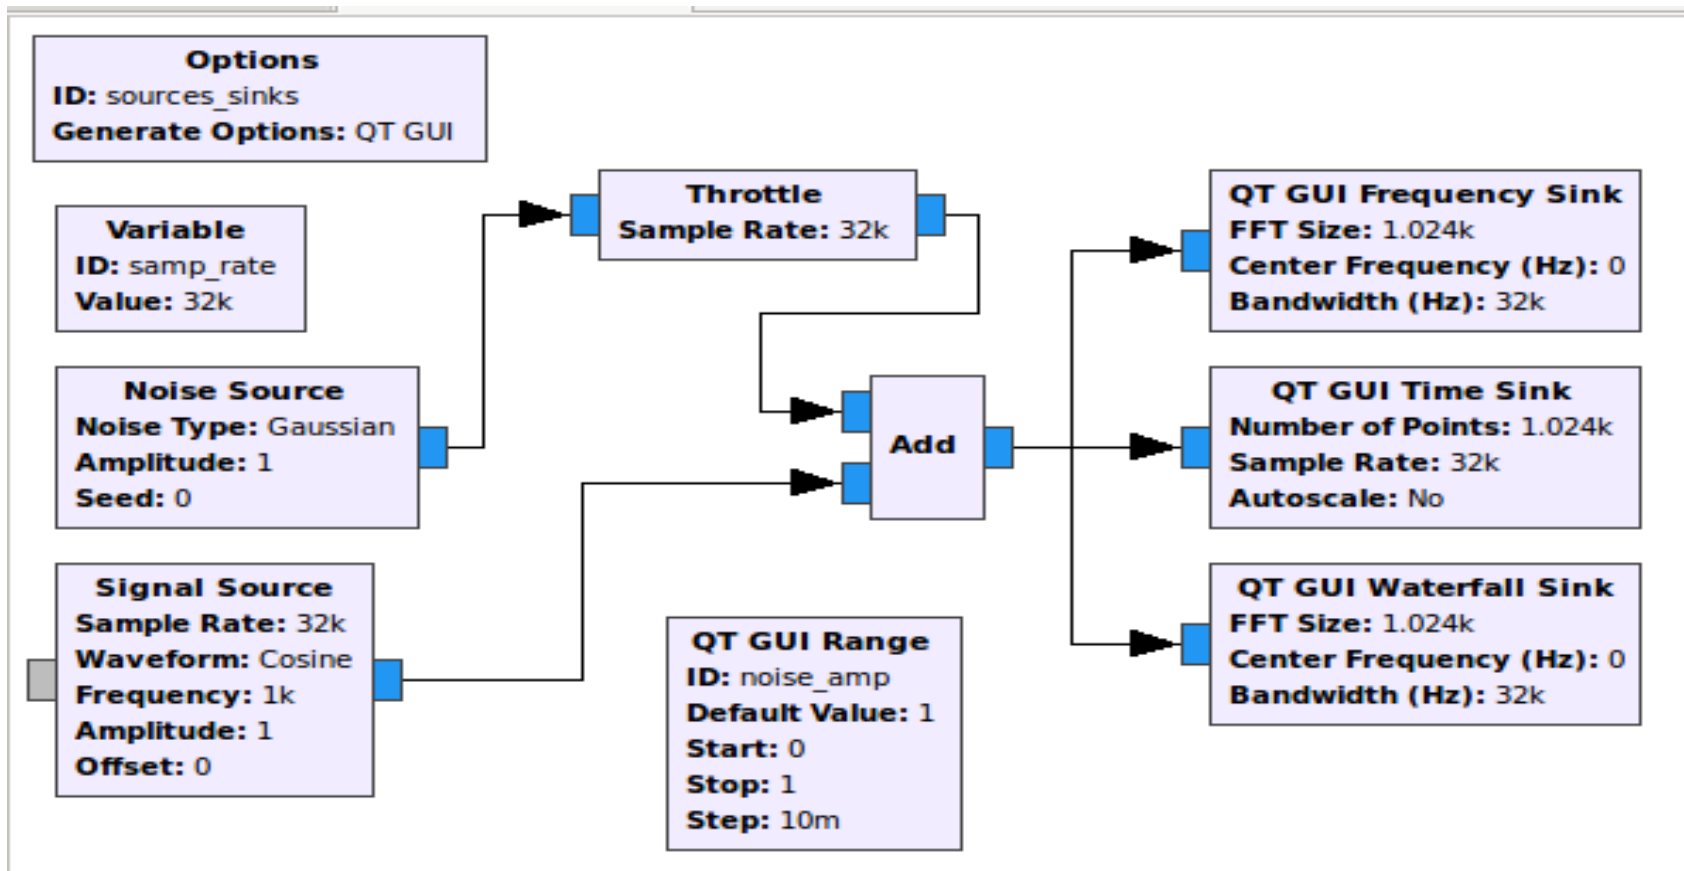 Options
ID: sources_sinks
Generate Options: QT GUI
Variable
ID: samp_rate
Value: 32k
Noise Source
Noise Type: Gaussian
Amplitude: 1
Seed: 0
Signal Source
Sample Rate: 32k
Waveform: Cosine
Frequency: 1k
Amplitude: 1
Offset: 0
Throttle
Sample Rate: 32k
Add
QT GUI Range
ID: noise_amp
Default Value: 1
Start: 0
Stop: 1
Step: 10m
QT GUI Frequency Sink
FFT Size: 1.024k
Center Frequency (Hz): 0
Bandwidth (Hz): 32k
QT GUI Time Sink
Number of Points: 1.024k
Sample Rate: 32k
Autoscale: No
QT GUI Waterfall Sink
FFT Size: 1.024k
Center Frequency (Hz): 0
Bandwidth (Hz): 32k